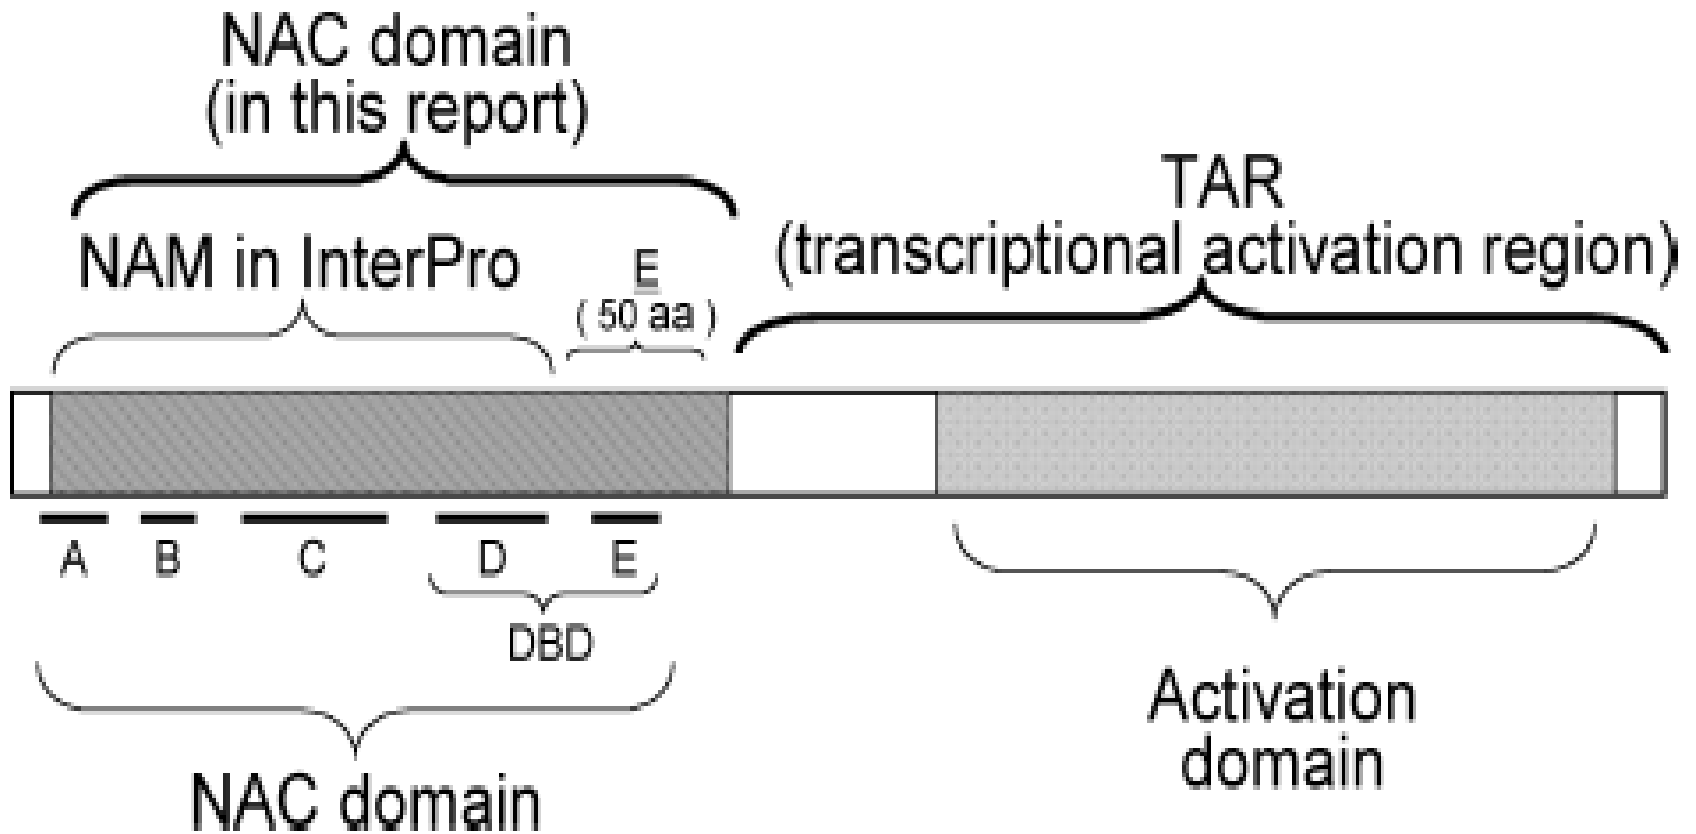 NAC domain
(in this report)
TAR
(transcriptional activation region)
NAM in InterPro
E
( 50 aa )
A B C D E
DBD
Activation
domain
NAC domain